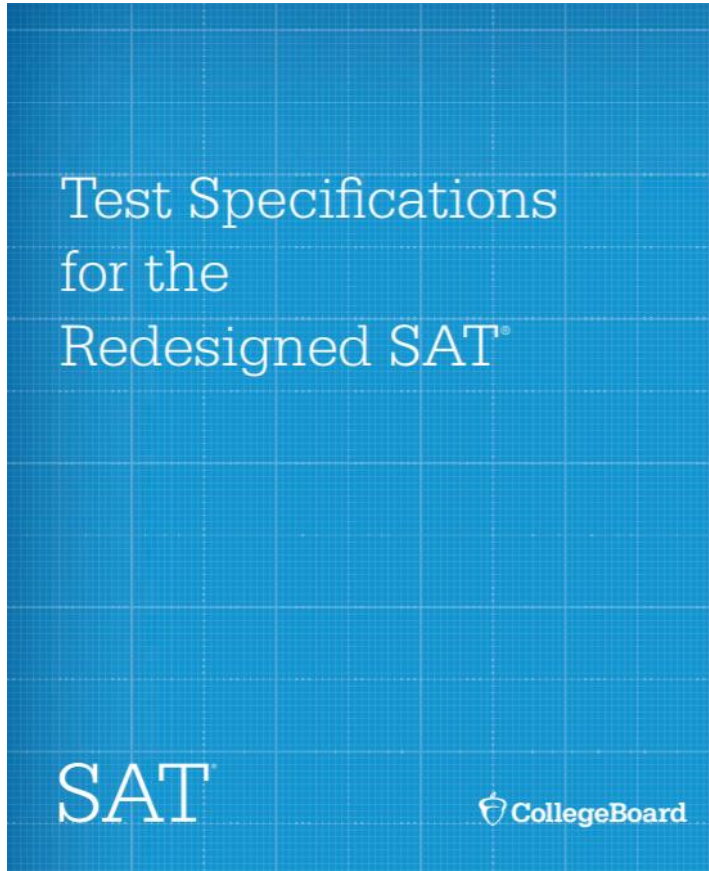 Test Specifications
for the
Redesigned SAT®
SAT®
CollegeBoard